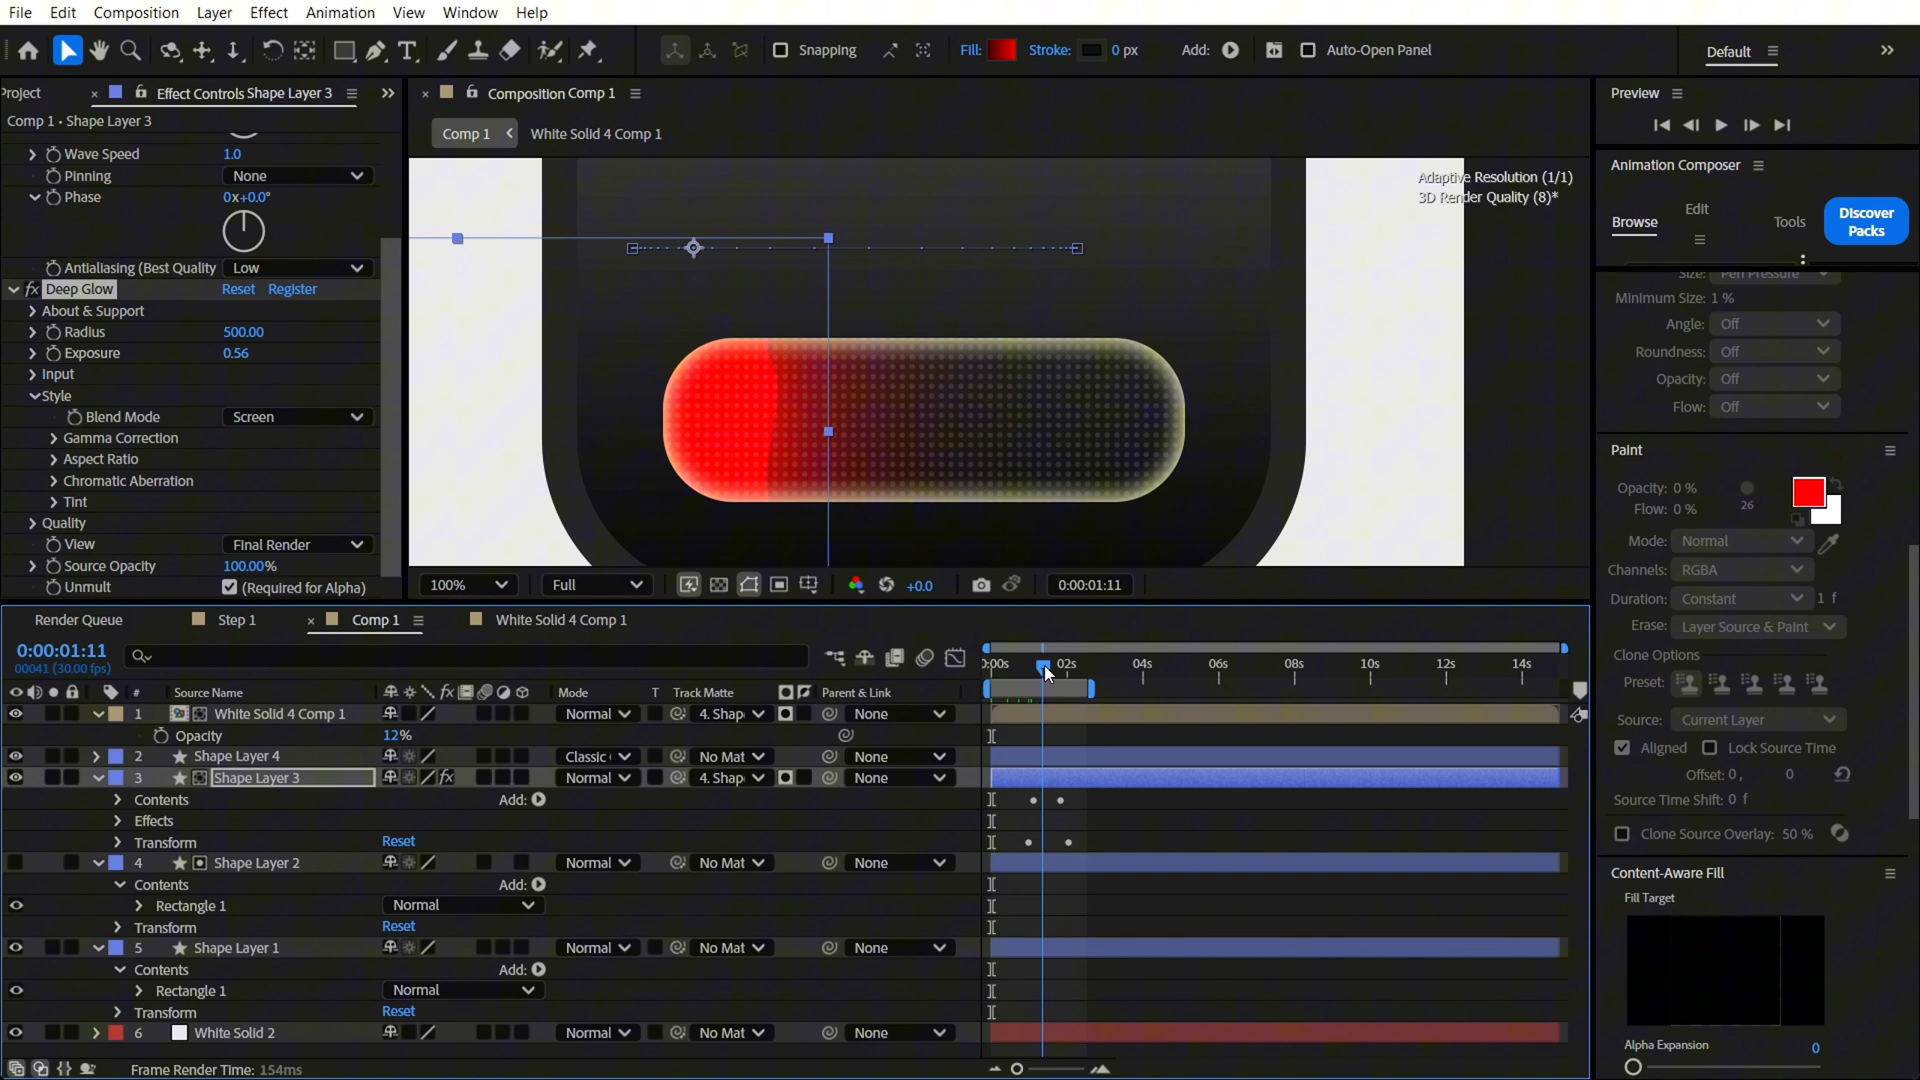 File Edit Composition Layer Effect Animation View Window Help
Snapping Fill: Stroke: 0 px Add: Auto-Open Panel Default
Project Effect Controls Shape Layer 3
Comp 1 • Shape Layer 3
Wave Speed 1.0
Pinning None
Phase 0x+0.0°
Antialiasing (Best Quality Low
fx Deep Glow Reset Register
About & Support
Radius 500.00
Exposure 0.56
Input
Style
Blend Mode Screen
Gamma Correction
Aspect Ratio
Chromatic Aberration
Tint
Quality
View Final Render
Source Opacity 100.00%
Unmult (Required for Alpha)
Composition Comp 1
Comp 1 White Solid 4 Comp 1
Adaptive Resolution (1/1)
3D Render Quality (8)*
100% Full +0.0 0:00:01:11
Preview
Animation Composer
Browse Edit Tools Discover Packs
Size: Pen Pressure
Minimum Size: 1 %
Angle: Off
Roundness: Off
Opacity: Off
Flow: Off
Paint
Opacity: 0 %
Flow: 0 % 26
Mode: Normal
Channels: RGBA
Duration: Constant 1 f
Erase: Layer Source & Paint
Clone Options
Preset:
Source: Current Layer
Aligned Lock Source Time
Offset: 0, 0
Source Time Shift: 0 f
Clone Source Overlay: 50 %
Content-Aware Fill
Fill Target
Alpha Expansion 0
Render Queue Step 1 Comp 1 White Solid 4 Comp 1
0:00:01:11
00041 (30.00 fps)
0:00s 02s 04s 06s 08s 10s 12s 14s
# Source Name fx Mode T Track Matte Parent & Link
1 White Solid 4 Comp 1 Normal 4. Shap None
Opacity 12%
2 Shape Layer 4 Classic No Mat None
3 Shape Layer 3 fx Normal 4. Shap None
Contents Add:
Effects
Transform Reset
4 Shape Layer 2 Normal No Mat None
Contents Add:
Rectangle 1 Normal
Transform Reset
5 Shape Layer 1 Normal No Mat None
Contents Add:
Rectangle 1 Normal
Transform Reset
6 White Solid 2 Normal No Mat None
Frame Render Time: 154ms